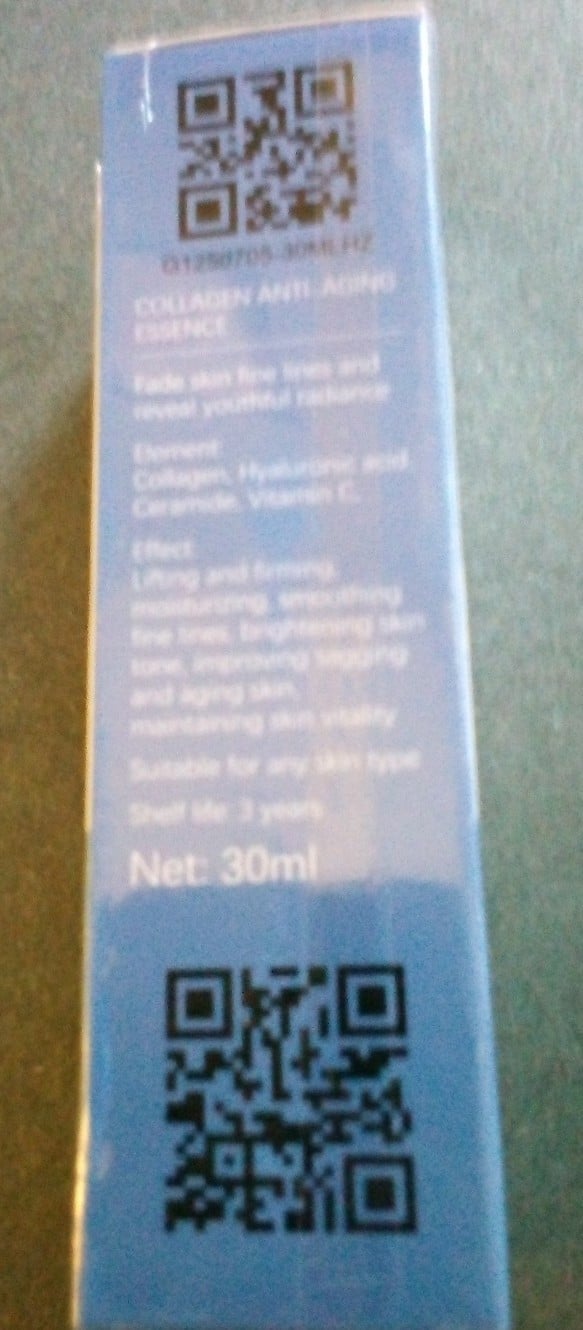 G1250705-30MLHZ
COLLAGEN ANTI-AGING
ESSENCE
Fade skin fine lines and
reveal youthful radiance
Element:
Collagen, Hyaluronic acid,
Ceramide, Vitamin C.
Effect:
Lifting and firming,
moisturizing, smoothing
fine lines, brightening skin
tone, improving sagging
and aging skin,
maintaining skin vitality
Suitable for any skin type
Shelf life: 3 years
Net: 30ml